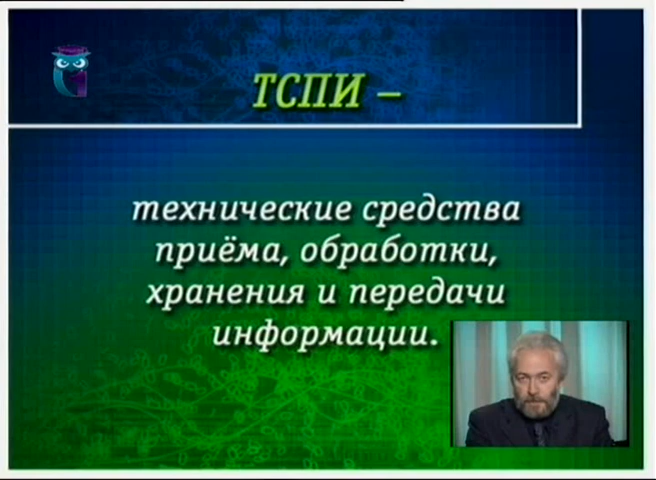 ТСПИ –
технические средства
приёма, обработки,
хранения и передачи
информации.